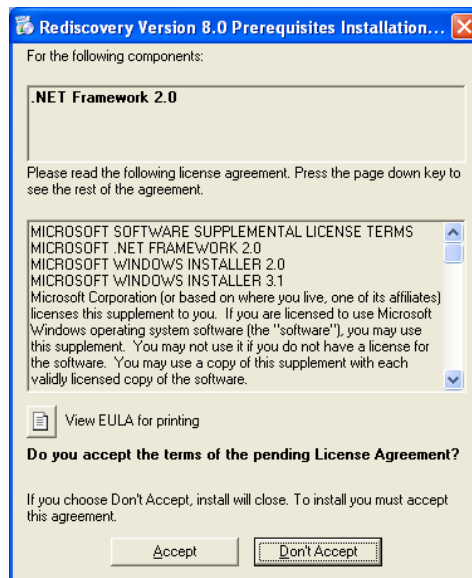 Rediscovery Version 8.0 Prerequisites Installation...
For the following components:
.NET Framework 2.0
Please read the following license agreement. Press the page down key to
see the rest of the agreement.
MICROSOFT SOFTWARE SUPPLEMENTAL LICENSE TERMS
MICROSOFT .NET FRAMEWORK 2.0
MICROSOFT WINDOWS INSTALLER 2.0
MICROSOFT WINDOWS INSTALLER 3.1
Microsoft Corporation (or based on where you live, one of its affiliates)
licenses this supplement to you.  If you are licensed to use Microsoft
Windows operating system software (the "software"), you may use
this supplement.  You may not use it if you do not have a license for
the software.  You may use a copy of this supplement with each
validly licensed copy of the software.
View EULA for printing
Do you accept the terms of the pending License Agreement?
If you choose Don't Accept, install will close. To install you must accept
this agreement.
Accept
Don't Accept